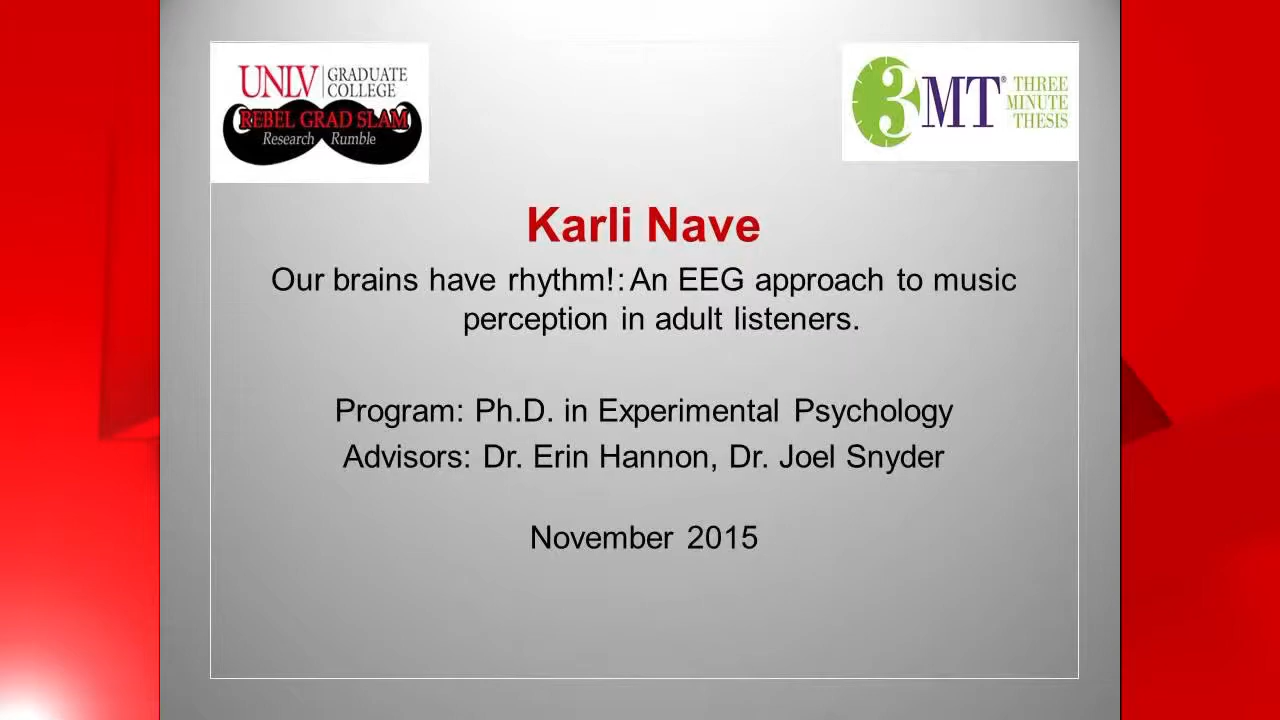 UNLV GRADUATE
COLLEGE
REBEL GRAD SLAM
Research Rumble
3MT® THREE
MINUTE
THESIS
Karli Nave
Our brains have rhythm!: An EEG approach to music
perception in adult listeners.
Program: Ph.D. in Experimental Psychology
Advisors: Dr. Erin Hannon, Dr. Joel Snyder
November 2015